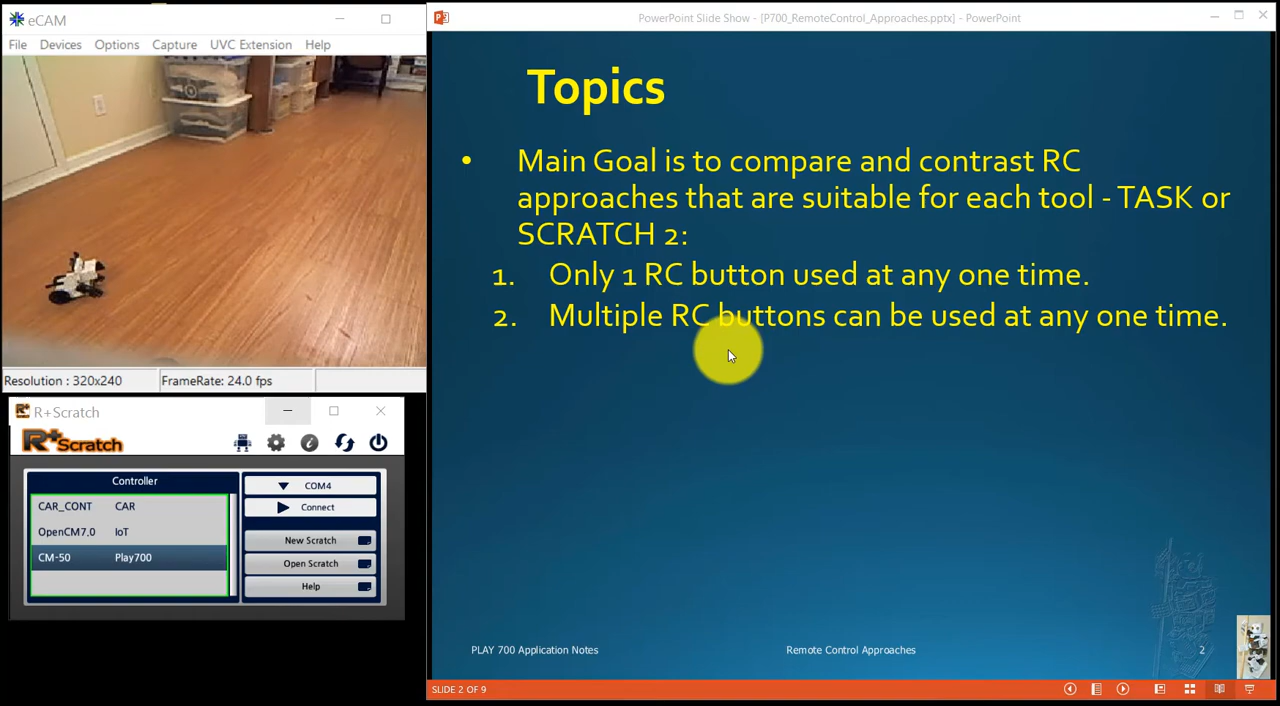 eCAM
File Devices Options Capture UVC Extension Help
Resolution : 320x240 FrameRate: 24.0 fps
R+Scratch
R+Scratch
Controller
CAR_CONT CAR
OpenCM7.0 IoT
CM-50 Play700
COM4
Connect
New Scratch
Open Scratch
Help
PowerPoint Slide Show - [P700_RemoteControl_Approaches.pptx] - PowerPoint
Topics
• Main Goal is to compare and contrast RC
approaches that are suitable for each tool - TASK or
SCRATCH 2:
1. Only 1 RC button used at any one time.
2. Multiple RC buttons can be used at any one time.
PLAY 700 Application Notes Remote Control Approaches 2
SLIDE 2 OF 9